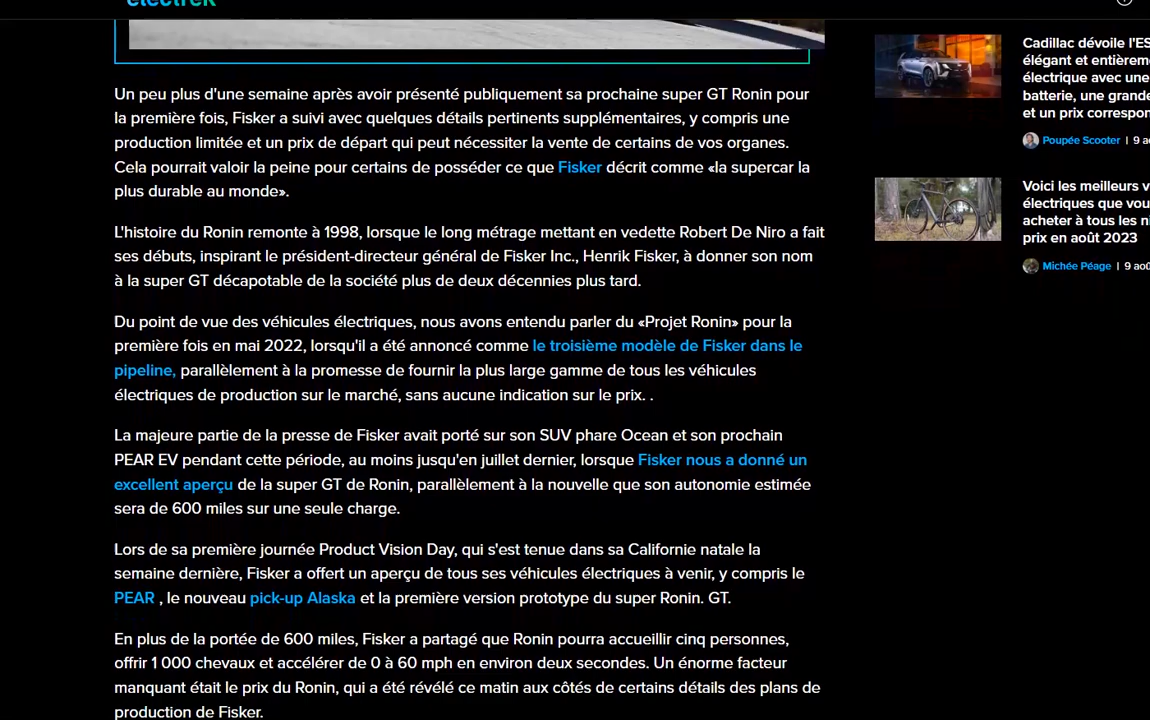 electrek
Un peu plus d'une semaine après avoir présenté publiquement sa prochaine super GT Ronin pour
la première fois, Fisker a suivi avec quelques détails pertinents supplémentaires, y compris une
production limitée et un prix de départ qui peut nécessiter la vente de certains de vos organes.
Cela pourrait valoir la peine pour certains de posséder ce que Fisker décrit comme «la supercar la
plus durable au monde».
L'histoire du Ronin remonte à 1998, lorsque le long métrage mettant en vedette Robert De Niro a fait
ses débuts, inspirant le président-directeur général de Fisker Inc., Henrik Fisker, à donner son nom
à la super GT décapotable de la société plus de deux décennies plus tard.
Du point de vue des véhicules électriques, nous avons entendu parler du «Projet Ronin» pour la
première fois en mai 2022, lorsqu'il a été annoncé comme le troisième modèle de Fisker dans le
pipeline, parallèlement à la promesse de fournir la plus large gamme de tous les véhicules
électriques de production sur le marché, sans aucune indication sur le prix. .
La majeure partie de la presse de Fisker avait porté sur son SUV phare Ocean et son prochain
PEAR EV pendant cette période, au moins jusqu'en juillet dernier, lorsque Fisker nous a donné un
excellent aperçu de la super GT de Ronin, parallèlement à la nouvelle que son autonomie estimée
sera de 600 miles sur une seule charge.
Lors de sa première journée Product Vision Day, qui s'est tenue dans sa Californie natale la
semaine dernière, Fisker a offert un aperçu de tous ses véhicules électriques à venir, y compris le
PEAR , le nouveau pick-up Alaska et la première version prototype du super Ronin. GT.
En plus de la portée de 600 miles, Fisker a partagé que Ronin pourra accueillir cinq personnes,
offrir 1 000 chevaux et accélérer de 0 à 60 mph en environ deux secondes. Un énorme facteur
manquant était le prix du Ronin, qui a été révélé ce matin aux côtés de certains détails des plans de
production de Fisker.
Cadillac dévoile l'ES
élégant et entièreme
électrique avec une
batterie, une grande
et un prix correspon
Poupée Scooter | 9 ao
Voici les meilleurs v
électriques que vou
acheter à tous les ni
prix en août 2023
Michée Péage | 9 aoû